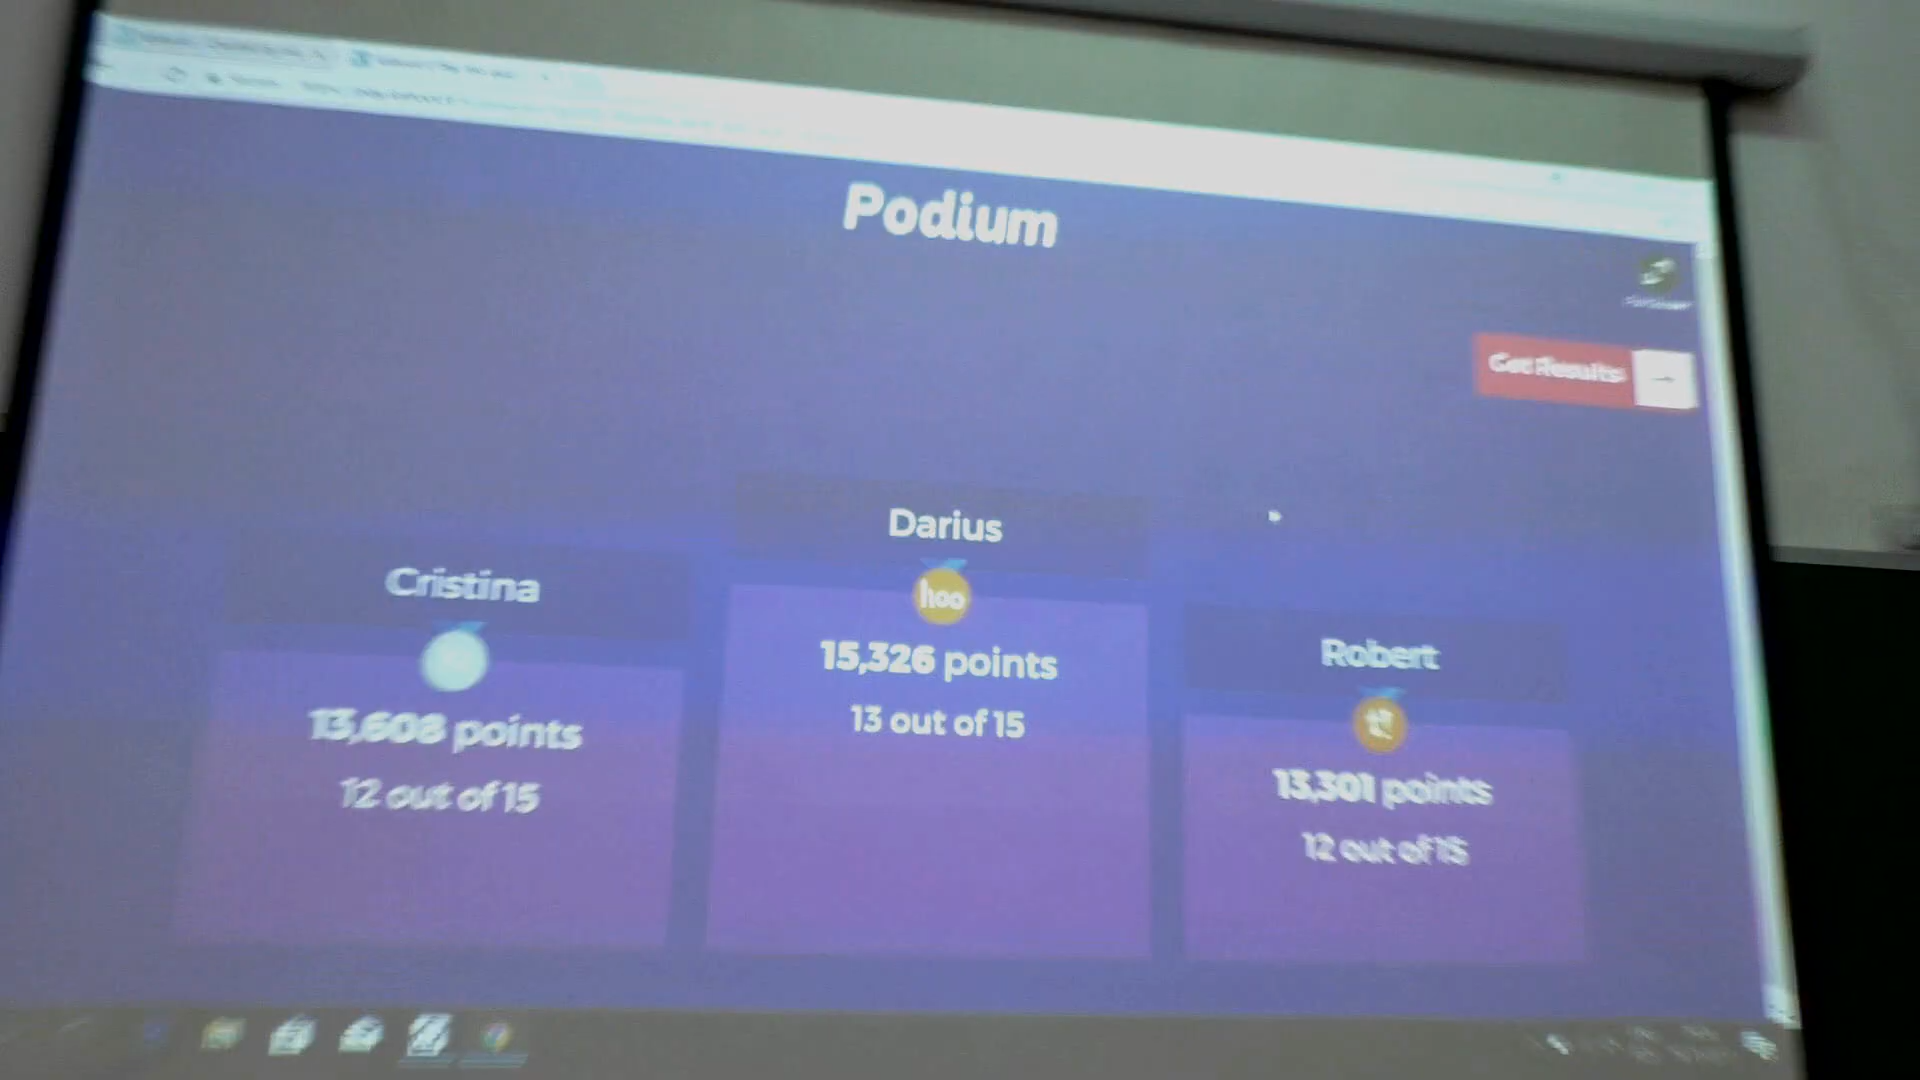 Podium
Get Results
Darius
15,326 points
13 out of 15
Cristina
13,608 points
12 out of 15
Robert
13,301 points
12 out of 15